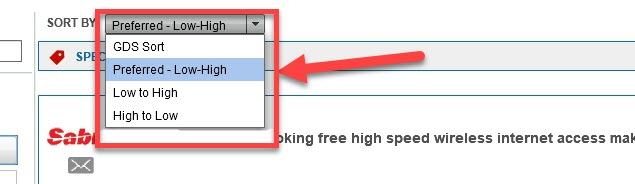 SORT BY: Preferred - Low-High
GDS Sort
SPEC
Preferred - Low-High
Low to High
High to Low
Sab
oking free high speed wireless internet access mak